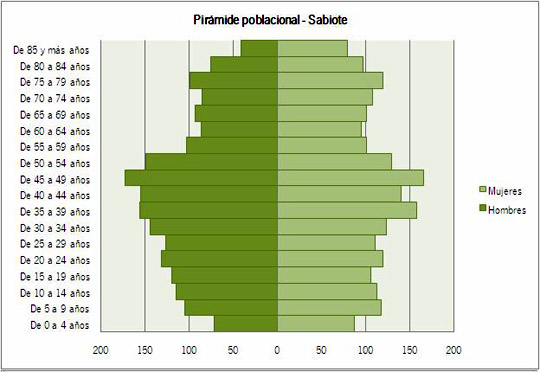 Pirámide poblacional - Sabiote
De 85 y más años
De 80 a 84 años
De 75 a 79 años
De 70 a 74 años
De 65 a 69 años
De 60 a 64 años
De 55 a 59 años
De 50 a 54 años
De 45 a 49 años
De 40 a 44 años
De 35 a 39 años
De 30 a 34 años
De 25 a 29 años
De 20 a 24 años
De 15 a 19 años
De 10 a 14 años
De 5 a 9 años
De 0 a 4 años
200 150 100 50 0 50 100 150 200
Mujeres
Hombres